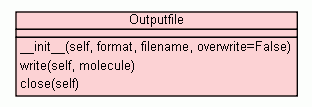 Outputfile
__init__(self, format, filename, overwrite=False)
write(self, molecule)
close(self)